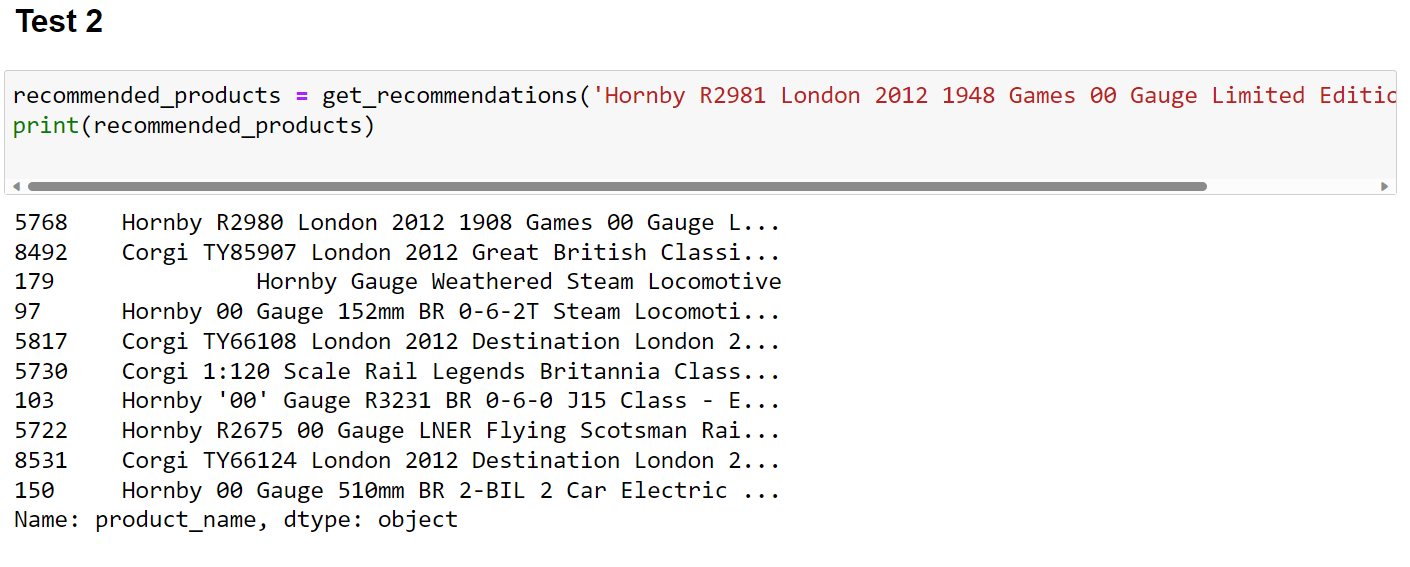 Test 2
recommended_products = get_recommendations('Hornby R2981 London 2012 1948 Games 00 Gauge Limited Editio
print(recommended_products)
5768    Hornby R2980 London 2012 1908 Games 00 Gauge L...
8492    Corgi TY85907 London 2012 Great British Classi...
179               Hornby Gauge Weathered Steam Locomotive
97      Hornby 00 Gauge 152mm BR 0-6-2T Steam Locomoti...
5817    Corgi TY66108 London 2012 Destination London 2...
5730    Corgi 1:120 Scale Rail Legends Britannia Class...
103     Hornby '00' Gauge R3231 BR 0-6-0 J15 Class - E...
5722    Hornby R2675 00 Gauge LNER Flying Scotsman Rai...
8531    Corgi TY66124 London 2012 Destination London 2...
150     Hornby 00 Gauge 510mm BR 2-BIL 2 Car Electric ...
Name: product_name, dtype: object